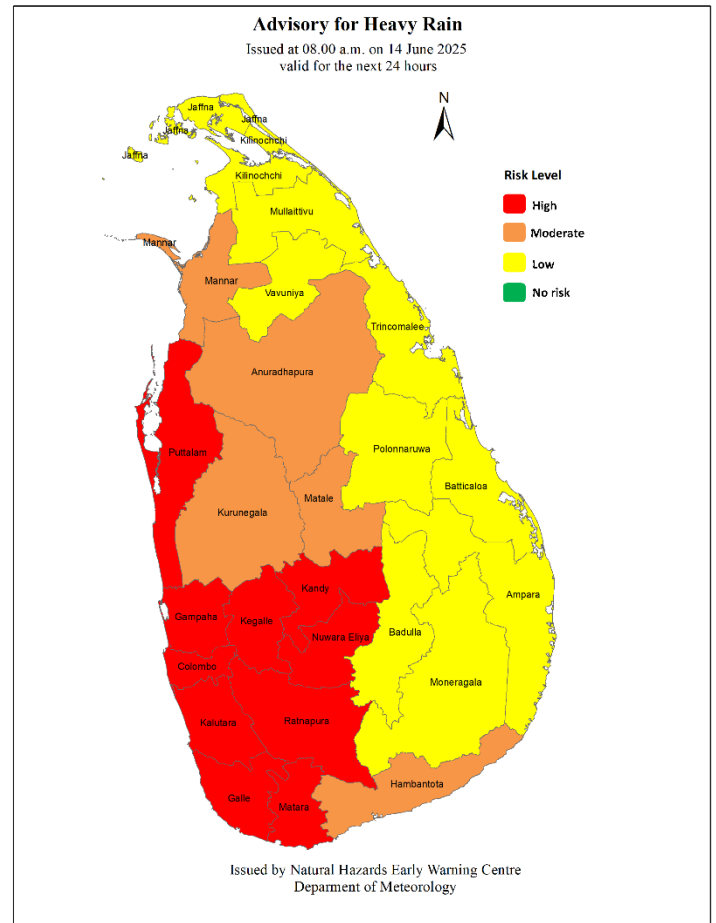 Advisory for Heavy Rain
Issued at 08.00 a.m. on 14 June 2025
valid for the next 24 hours
N
Jaffna
Jaffna
Jaffna
Kilinochchi
Jaffna
Kilinochchi
Mullaittivu
Mannar
Mannar
Vavuniya
Trincomalee
Anuradhapura
Polonnaruwa
Puttalam
Batticaloa
Matale
Kurunegala
Kandy
Ampara
Gampaha
Kegalle
Nuwara Eliya
Badulla
Colombo
Moneragala
Kalutara
Ratnapura
Hambantota
Galle
Matara
Risk Level
High
Moderate
Low
No risk
Issued by Natural Hazards Early Warning Centre
Deparment of Meteorology